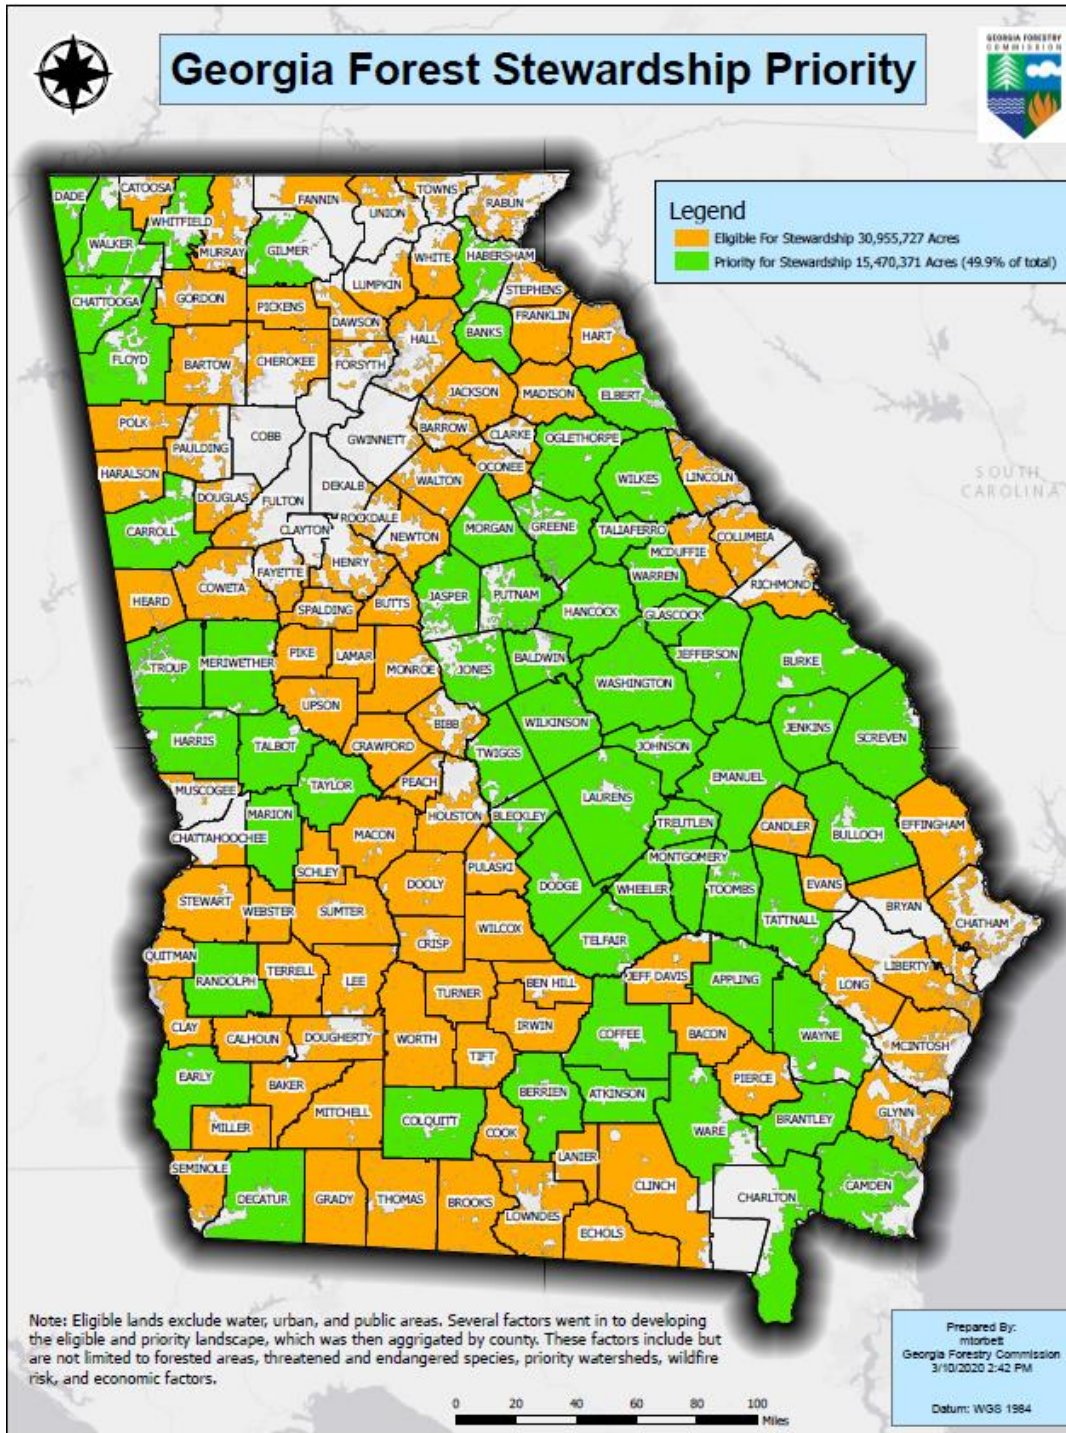 Georgia Forest Stewardship Priority
GEORGIA FORESTRY
COMMISSION
Legend
Eligible For Stewardship 30,955,727 Acres
Priority for Stewardship 15,470,371 Acres (49.9% of total)
DADE
CATOOSA
WHITFIELD
WALKER
MURRAY
FANNIN
GILMER
UNION
TOWNS
RABUN
WHITE
HABERSHAM
LUMPKIN
STEPHENS
CHATTOOGA
GORDON
PICKENS
DAWSON
HALL
BANKS
FRANKLIN
HART
FLOYD
BARTOW
CHEROKEE
FORSYTH
JACKSON
MADISON
ELBERT
POLK
PAULDING
COBB
GWINNETT
BARROW
CLARKE
OGLETHORPE
OCONEE
WILKES
LINCOLN
HARALSON
DOUGLAS
FULTON
DEKALB
WALTON
SOUTH
CAROLINA
CARROLL
CLAYTON
ROCKDALE
NEWTON
MORGAN
GREENE
TALIAFERRO
COLUMBIA
MCDUFFIE
HENRY
FAYETTE
COWETA
HEARD
SPALDING
BUTTS
JASPER
PUTNAM
HANCOCK
WARREN
RICHMOND
GLASCOCK
JEFFERSON
BURKE
TROUP
MERIWETHER
PIKE
LAMAR
MONROE
JONES
BALDWIN
WASHINGTON
UPSON
BIBB
WILKINSON
JENKINS
SCREVEN
HARRIS
TALBOT
CRAWFORD
TWIGGS
JOHNSON
EMANUEL
MUSCOGEE
TAYLOR
PEACH
HOUSTON
BLECKLEY
LAURENS
TREUTLEN
CANDLER
BULLOCH
EFFINGHAM
MARION
CHATTAHOOCHEE
MACON
SCHLEY
PULASKI
DOOLY
DODGE
MONTGOMERY
WHEELER
TOOMBS
EVANS
TATTNALL
BRYAN
CHATHAM
STEWART
WEBSTER
SUMTER
CRISP
WILCOX
TELFAIR
LIBERTY
QUITMAN
RANDOLPH
TERRELL
LEE
TURNER
BEN HILL
JEFF DAVIS
APPLING
LONG
CLAY
CALHOUN
DOUGHERTY
WORTH
IRWIN
TIFT
COFFEE
BACON
WAYNE
MCINTOSH
EARLY
BAKER
MITCHELL
COLQUITT
BERRIEN
ATKINSON
PIERCE
MILLER
COOK
WARE
BRANTLEY
GLYNN
SEMINOLE
DECATUR
GRADY
THOMAS
BROOKS
LANIER
LOWNDES
CLINCH
ECHOLS
CHARLTON
CAMDEN
Note: Eligible lands exclude water, urban, and public areas. Several factors went in to developing
the eligible and priority landscape, which was then aggrigated by county. These factors include but
are not limited to forested areas, threatened and endangered species, priority watersheds, wildfire
risk, and economic factors.
0 20 40 60 80 100
Miles
Prepared By:
mtorbett
Georgia Forestry Commission
3/10/2020 2:42 PM
Datum: WGS 1984